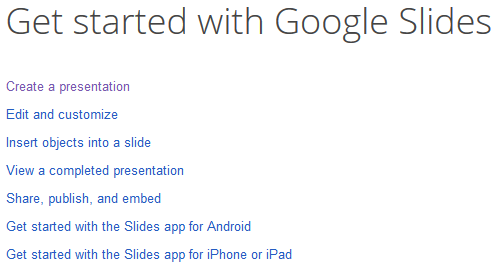 Get started with Google Slides
Create a presentation
Edit and customize
Insert objects into a slide
View a completed presentation
Share, publish, and embed
Get started with the Slides app for Android
Get started with the Slides app for iPhone or iPad